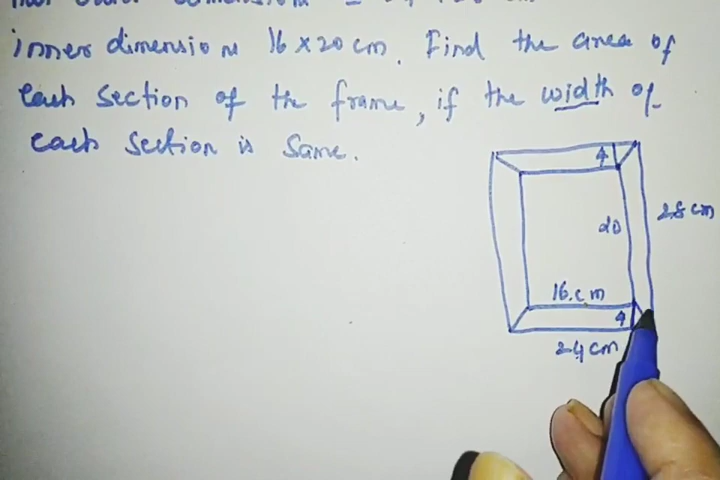 inner dimension 16 x 20 cm. Find the area of
each section of the frame, if the width of
each section is same.
4
28 cm
20
16 cm
4
24 cm